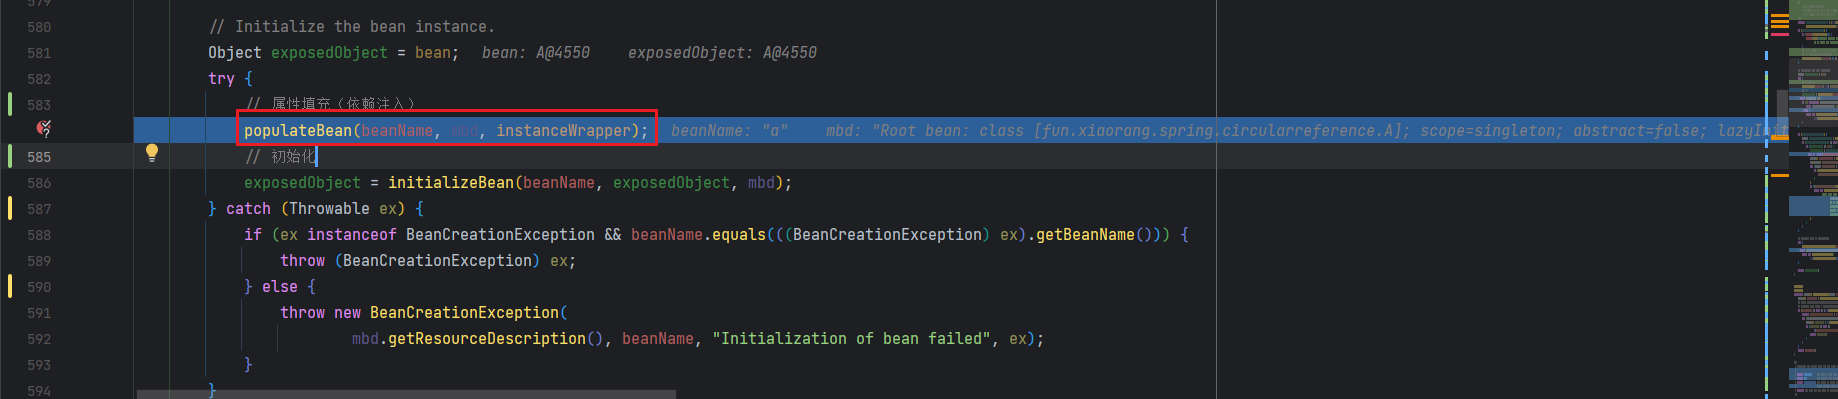 579
580 // Initialize the bean instance.
581 Object exposedObject = bean; bean: A@4550 exposedObject: A@4550
582 try {
583 // 属性填充（依赖注入）
populateBean(beanName, mbd, instanceWrapper); beanName: "a" mbd: "Root bean: class [fun.xiaorang.spring.circularreference.A]; scope=singleton; abstract=false; lazyInit
585 // 初始化
586 exposedObject = initializeBean(beanName, exposedObject, mbd);
587 } catch (Throwable ex) {
588 if (ex instanceof BeanCreationException && beanName.equals(((BeanCreationException) ex).getBeanName())) {
589 throw (BeanCreationException) ex;
590 } else {
591 throw new BeanCreationException(
592 mbd.getResourceDescription(), beanName, "Initialization of bean failed", ex);
593 }
594 }